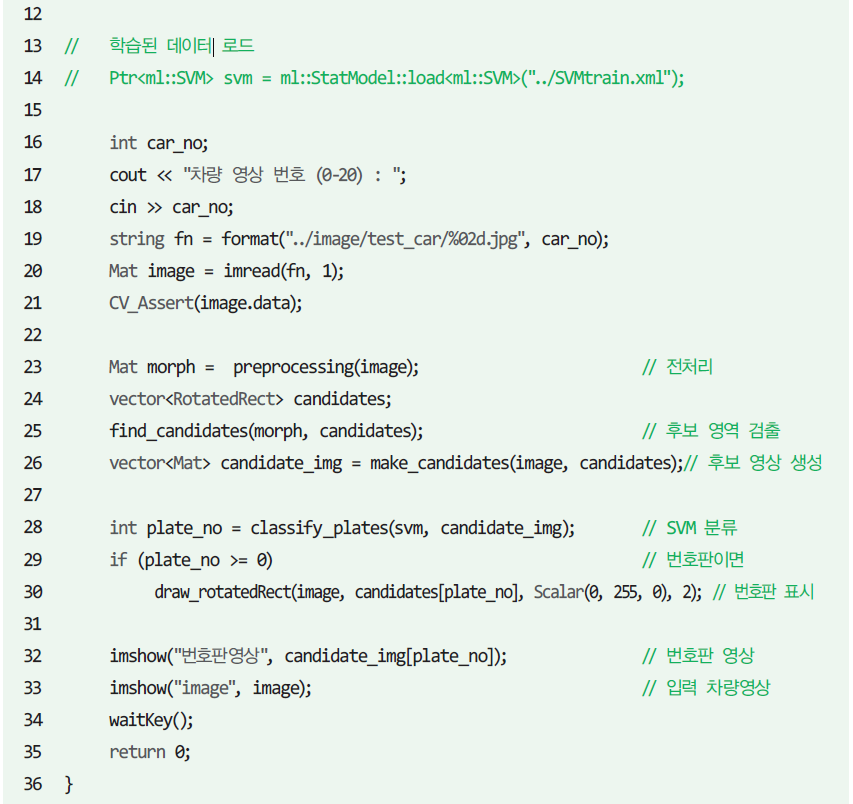 12
13 // 학습된 데이터 로드
14 // Ptr<ml::SVM> svm = ml::StatModel::load<ml::SVM>("../SVMtrain.xml");
15
16 int car_no;
17 cout << "차량 영상 번호 (0-20) : ";
18 cin >> car_no;
19 string fn = format("../image/test_car/%02d.jpg", car_no);
20 Mat image = imread(fn, 1);
21 CV_Assert(image.data);
22
23 Mat morph =  preprocessing(image); // 전처리
24 vector<RotatedRect> candidates;
25 find_candidates(morph, candidates); // 후보 영역 검출
26 vector<Mat> candidate_img = make_candidates(image, candidates);// 후보 영상 생성
27
28 int plate_no = classify_plates(svm, candidate_img); // SVM 분류
29 if (plate_no >= 0) // 번호판이면
30 draw_rotatedRect(image, candidates[plate_no], Scalar(0, 255, 0), 2); // 번호판 표시
31
32 imshow("번호판영상", candidate_img[plate_no]); // 번호판 영상
33 imshow("image", image); // 입력 차량영상
34 waitKey();
35 return 0;
36 }